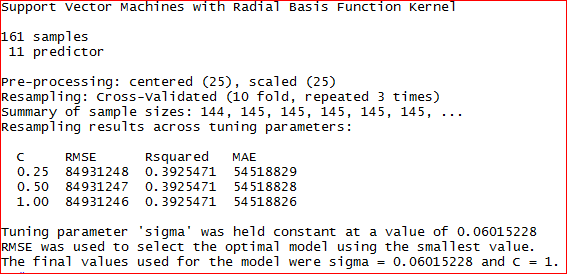 Support Vector Machines with Radial Basis Function Kernel
161 samples
11 predictor
Pre-processing: centered (25), scaled (25)
Resampling: Cross-Validated (10 fold, repeated 3 times)
Summary of sample sizes: 144, 145, 145, 145, 145, 145, ...
Resampling results across tuning parameters:
C RMSE Rsquared MAE
0.25 84931248 0.3925471 54518829
0.50 84931247 0.3925471 54518828
1.00 84931246 0.3925471 54518826
Tuning parameter 'sigma' was held constant at a value of 0.06015228
RMSE was used to select the optimal model using the smallest value.
The final values used for the model were sigma = 0.06015228 and C = 1.